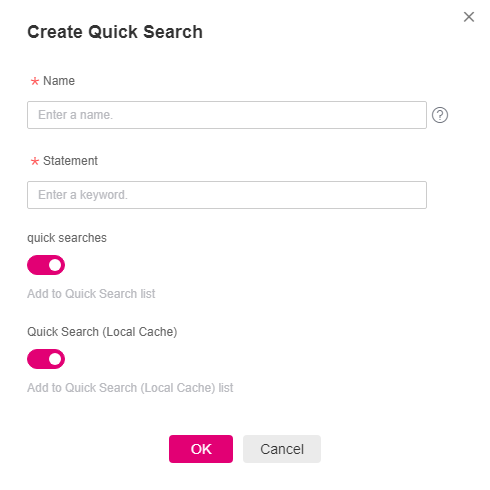 Create Quick Search
* Name
Enter a name.
* Statement
Enter a keyword.
quick searches
Add to Quick Search list
Quick Search (Local Cache)
Add to Quick Search (Local Cache) list
OK
Cancel